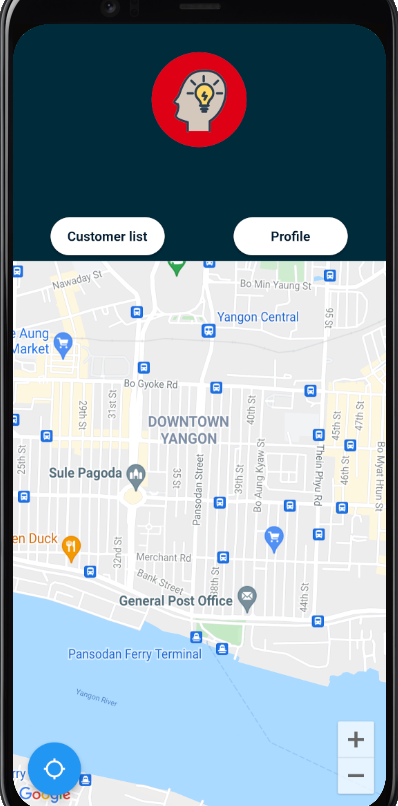 Customer list
Profile
Nawaday St
Bo Min Yaung St
Yangon Central
95 St
e Aung
Market
Bo Gyoke Rd
29th St
31st St
40th St
45th St
47th St
DOWNTOWN
YANGON
25th St
Sule Pagoda
35 St
Pansodan Street
39th St
Bo Aung Kyaw St
Thein Phyu Rd
46th St
Bo Myat Htun St
en Duck
32nd St
Merchant Rd
Bank Street
38th St
44th St
General Post Office
Pansodan Ferry Terminal
Yangon River
rry
Google
+
−